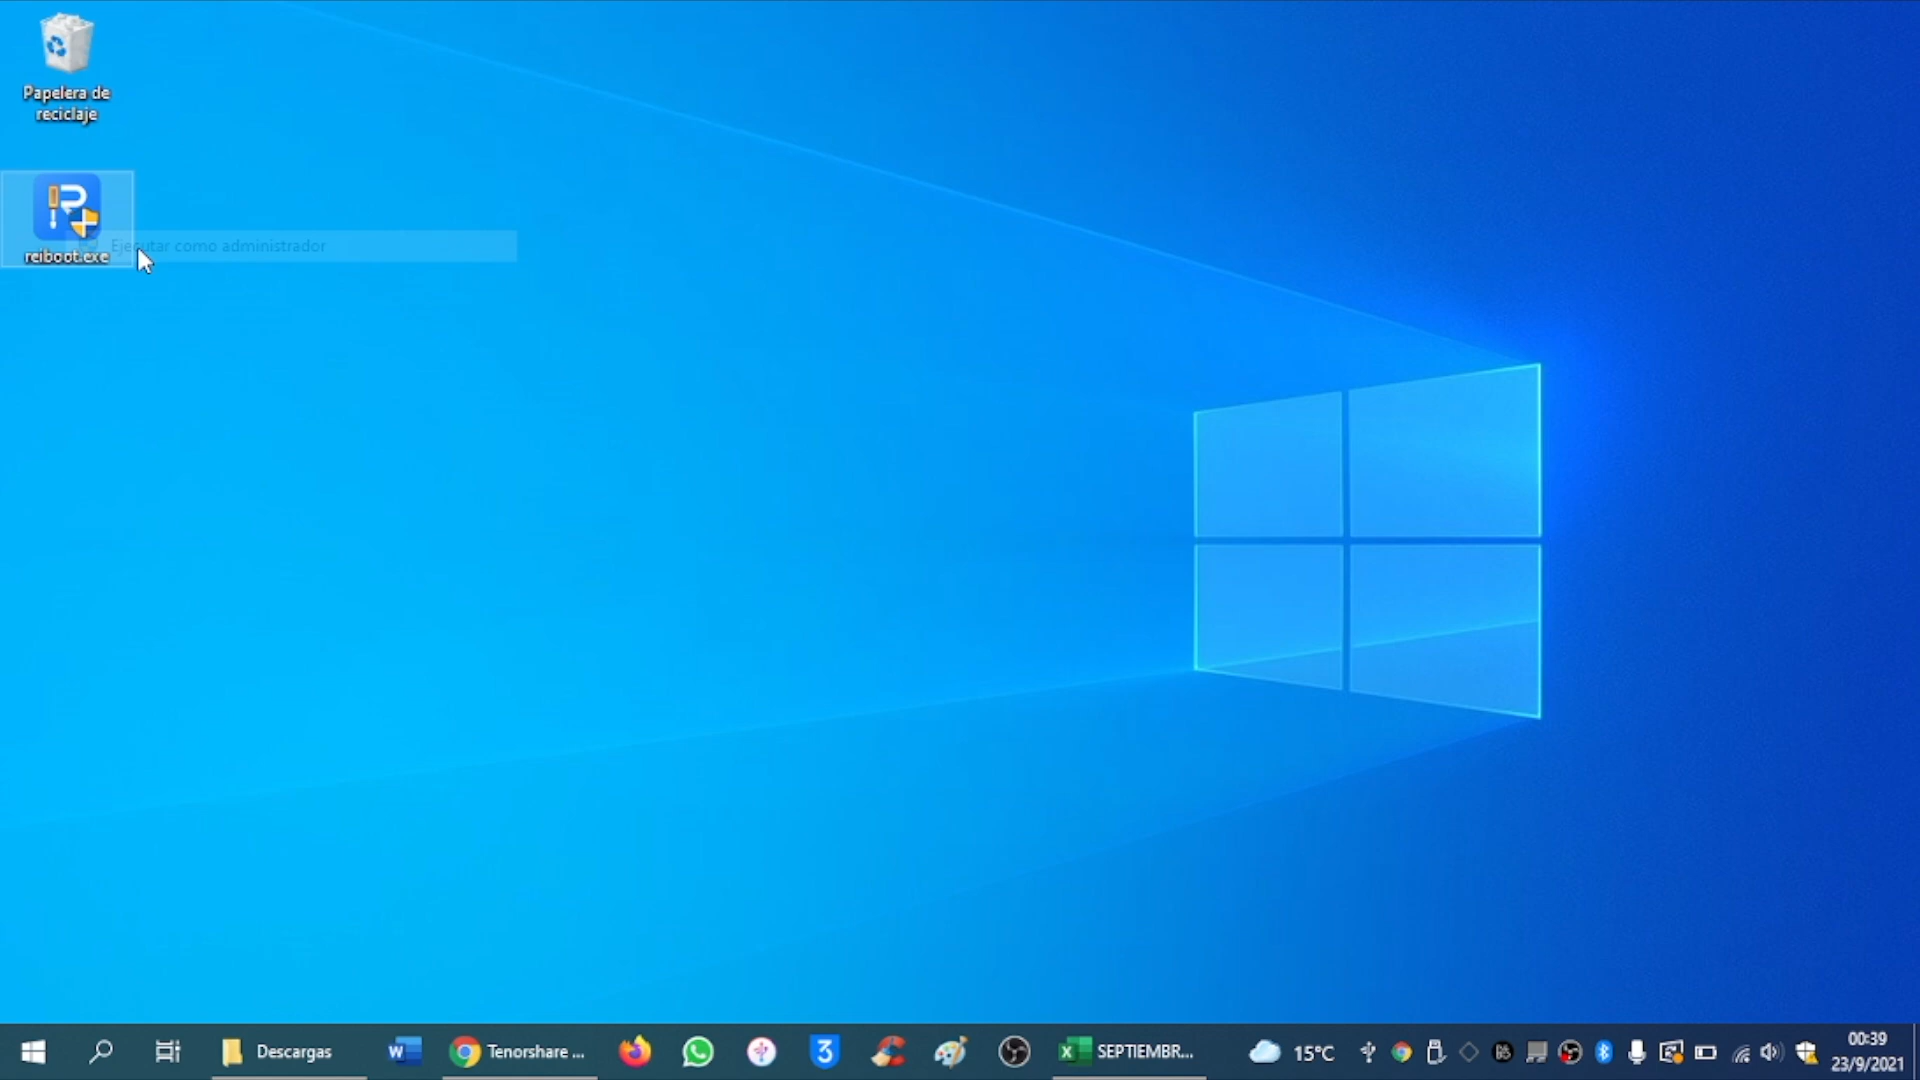 Papelera de
reciclaje
Ejecutar como administrador
reiboot.exe
Descargas
Tenorshare ...
SEPTIEMBR...
15°C
00:39
23/9/2021